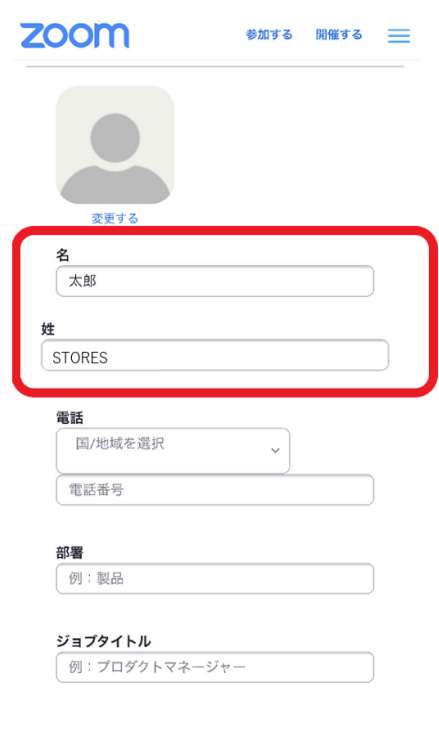 zoom 参加する 開催する
変更する
名
太郎
姓
STORES
電話
国/地域を選択
電話番号
部署
例：製品
ジョブタイトル
例：プロダクトマネージャー